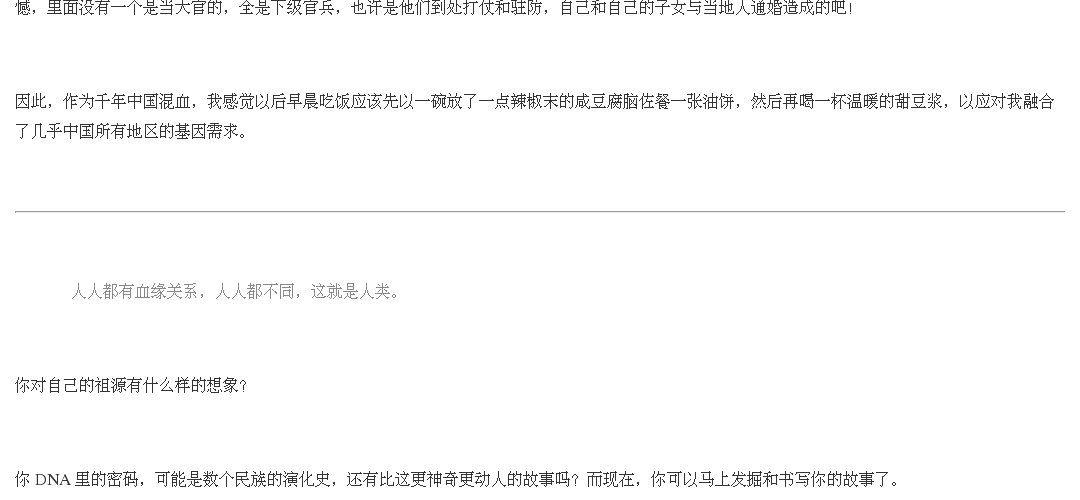 憾，里面没有一个是当大官的，全是下级官兵，也许是他们到处打仗和驻防，自己和自己的子女与当地人通婚造成的吧！
因此，作为千年中国混血，我感觉以后早晨吃饭应该先以一碗放了一点辣椒末的咸豆腐脑佐餐一张油饼，然后再喝一杯温暖的甜豆浆，以应对我融合
了几乎中国所有地区的基因需求。
人人都有血缘关系，人人都不同，这就是人类。
你对自己的祖源有什么样的想象？
你 DNA 里的密码，可能是数个民族的演化史，还有比这更神奇更动人的故事吗？而现在，你可以马上发掘和书写你的故事了。